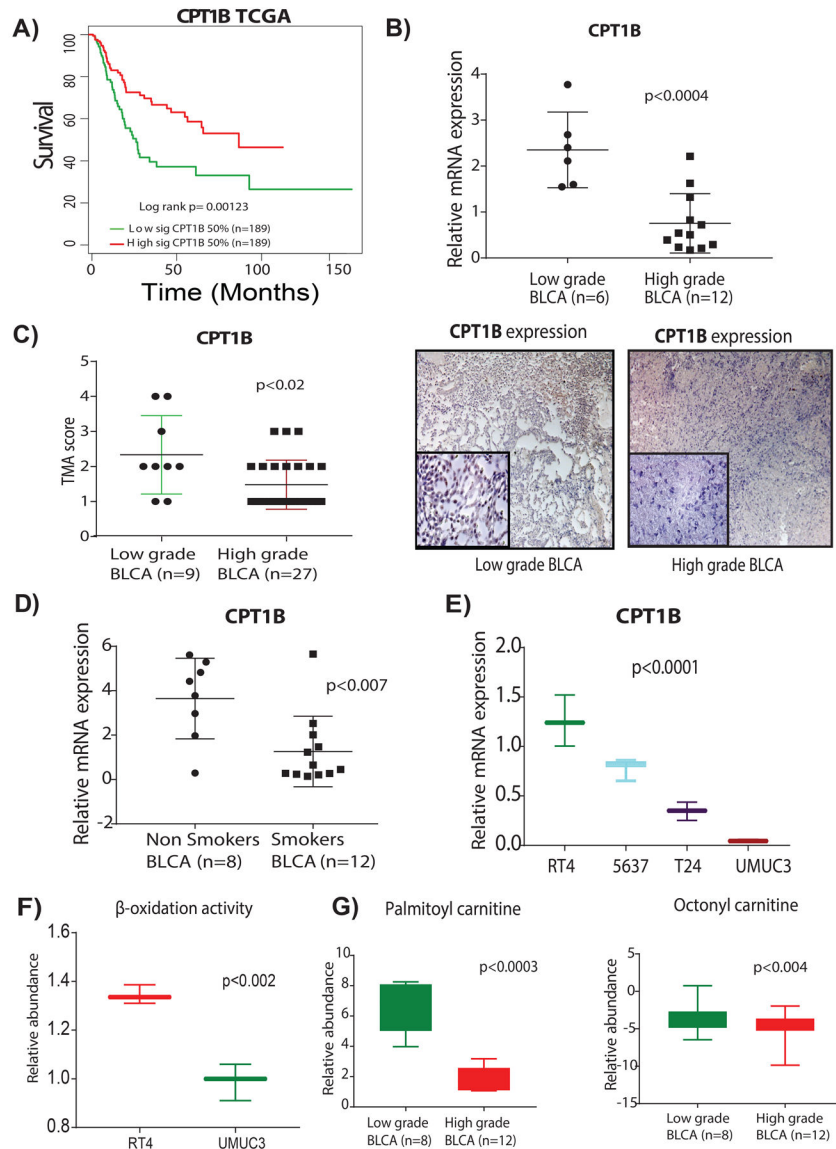 A)
CPT1B TCGA
Survival
100
80
60
40
20
0
Log rank p= 0.00123
Low sig CPT1B 50% (n=189)
High sig CPT1B 50% (n=189)
0 50 100 150
Time (Months)
B)
CPT1B
Relative mRNA expression
4
3
2
1
0
p<0.0004
Low grade High grade
BLCA (n=6) BLCA (n=12)
C)
CPT1B
TMA score
5
4
3
2
1
0
p<0.02
Low grade High grade
BLCA (n=9) BLCA (n=27)
CPT1B expression
CPT1B expression
Low grade BLCA
High grade BLCA
D)
CPT1B
Relative mRNA expression
6
4
2
0
-2
p<0.007
Non Smokers Smokers
BLCA (n=8) BLCA (n=12)
E)
CPT1B
Relative mRNA expression
2.0
1.5
1.0
0.5
0.0
p<0.0001
RT4 5637 T24 UMUC3
F)
β-oxidation activity
Relative abundance
1.6
1.4
1.2
1.0
0.8
p<0.002
RT4 UMUC3
G)
Palmitoyl carnitine
Relative abundance
10
8
6
4
2
0
p<0.0003
Low grade High grade
BLCA (n=8) BLCA (n=12)
Octonyl carnitine
Relative abundance
5
-0
-5
-10
-15
p<0.004
Low grade High grade
BLCA (n=8) BLCA (n=12)